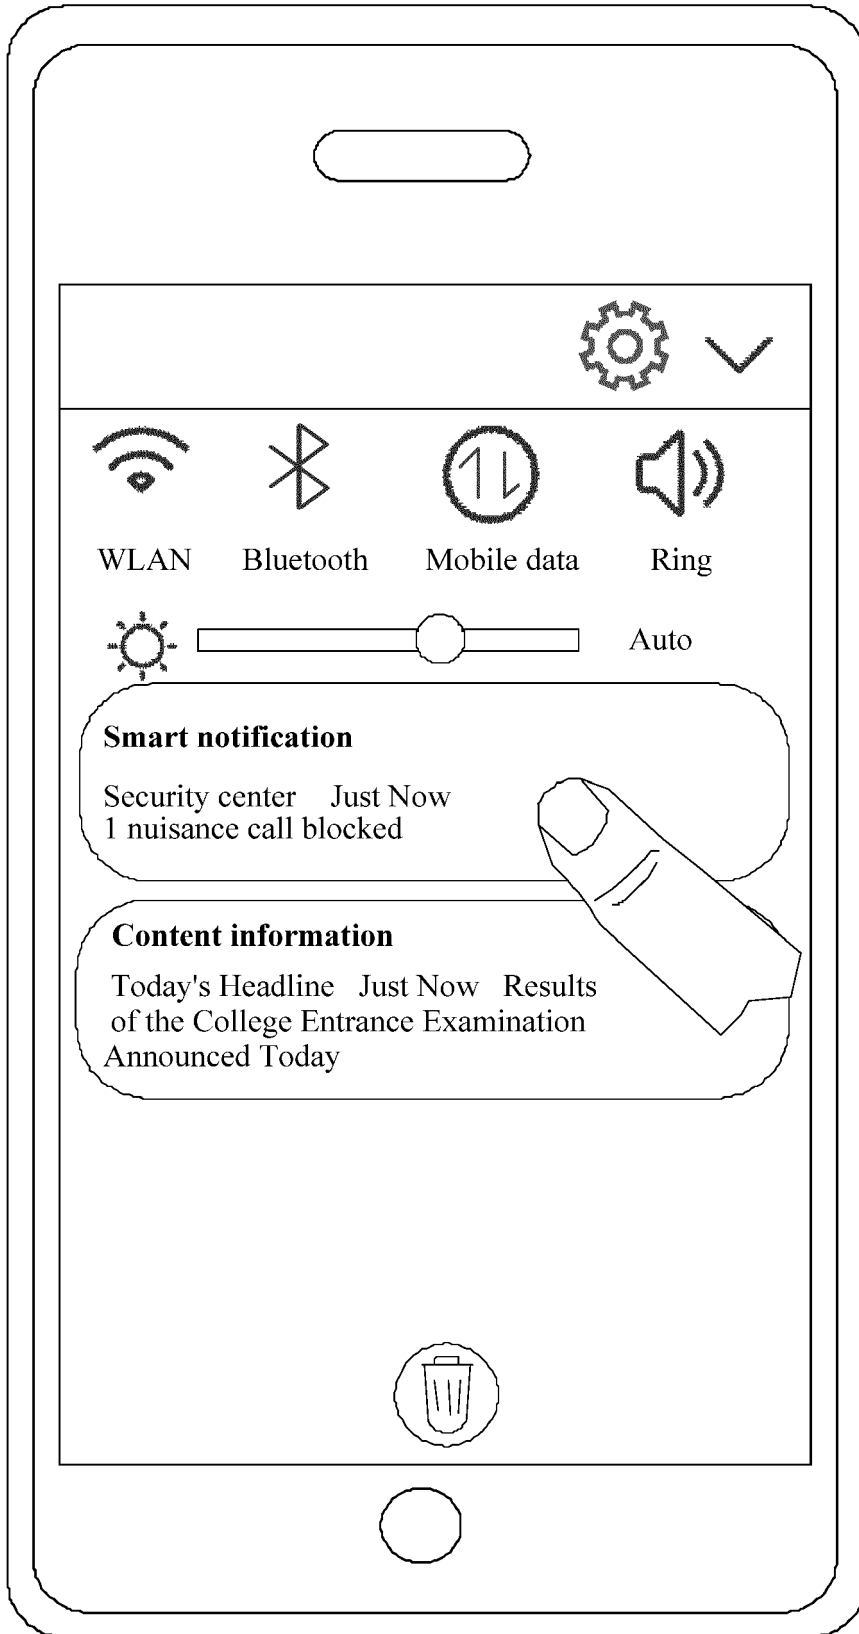 WLAN Bluetooth Mobile data Ring
Auto
Smart notification
Security center Just Now
1 nuisance call blocked
Content information
Today's Headline Just Now Results
of the College Entrance Examination
Announced Today